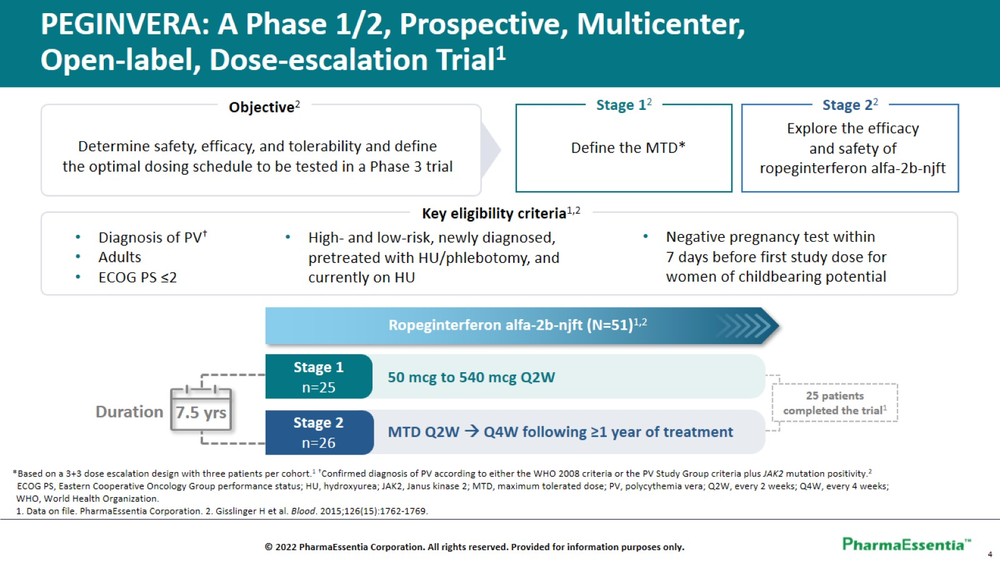 PEGINVERA: A Phase 1/2, Prospective, Multicenter,
Open-label, Dose-escalation Trial1
Objective2
Determine safety, efficacy, and tolerability and define
the optimal dosing schedule to be tested in a Phase 3 trial
Stage 12
Define the MTD*
Stage 22
Explore the efficacy
and safety of
ropeginterferon alfa-2b-njft
Key eligibility criteria1,2
• Diagnosis of PV†
• Adults
• ECOG PS ≤2
• High- and low-risk, newly diagnosed,
pretreated with HU/phlebotomy, and
currently on HU
• Negative pregnancy test within
7 days before first study dose for
women of childbearing potential
Ropeginterferon alfa-2b-njft (N=51)1,2
Duration
7.5 yrs
Stage 1
n=25
50 mcg to 540 mcg Q2W
Stage 2
n=26
MTD Q2W → Q4W following ≥1 year of treatment
25 patients
completed the trial1
*Based on a 3+3 dose escalation design with three patients per cohort.1 †Confirmed diagnosis of PV according to either the WHO 2008 criteria or the PV Study Group criteria plus JAK2 mutation positivity.2
ECOG PS, Eastern Cooperative Oncology Group performance status; HU, hydroxyurea; JAK2, Janus kinase 2; MTD, maximum tolerated dose; PV, polycythemia vera; Q2W, every 2 weeks; Q4W, every 4 weeks;
WHO, World Health Organization.
1. Data on file. PharmaEssentia Corporation. 2. Gisslinger H et al. Blood. 2015;126(15):1762-1769.
© 2022 PharmaEssentia Corporation. All rights reserved. Provided for information purposes only.
PharmaEssentia™
4